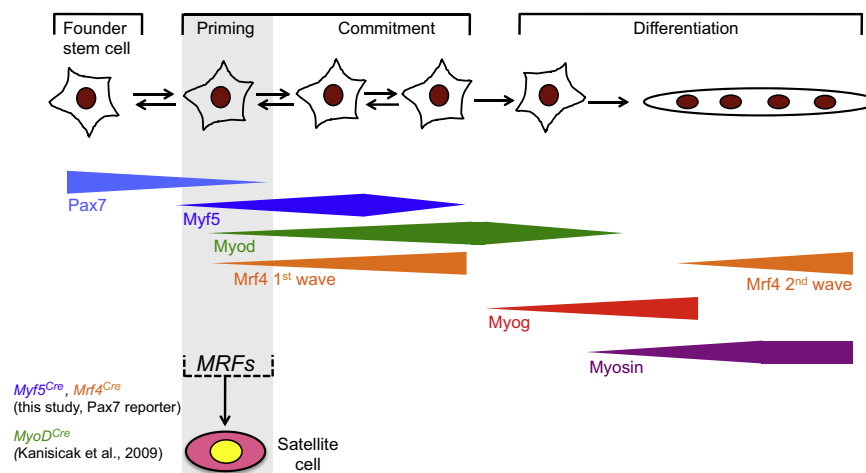 Founder
stem cell
Priming
Commitment
Differentiation
Pax7
Myf5
Myod
Mrf4 1st wave
Mrf4 2nd wave
Myog
Myosin
MRFs
Myf5Cre, Mrf4Cre
(this study, Pax7 reporter)
MyoDCre
(Kanisicak et al., 2009)
Satellite
cell